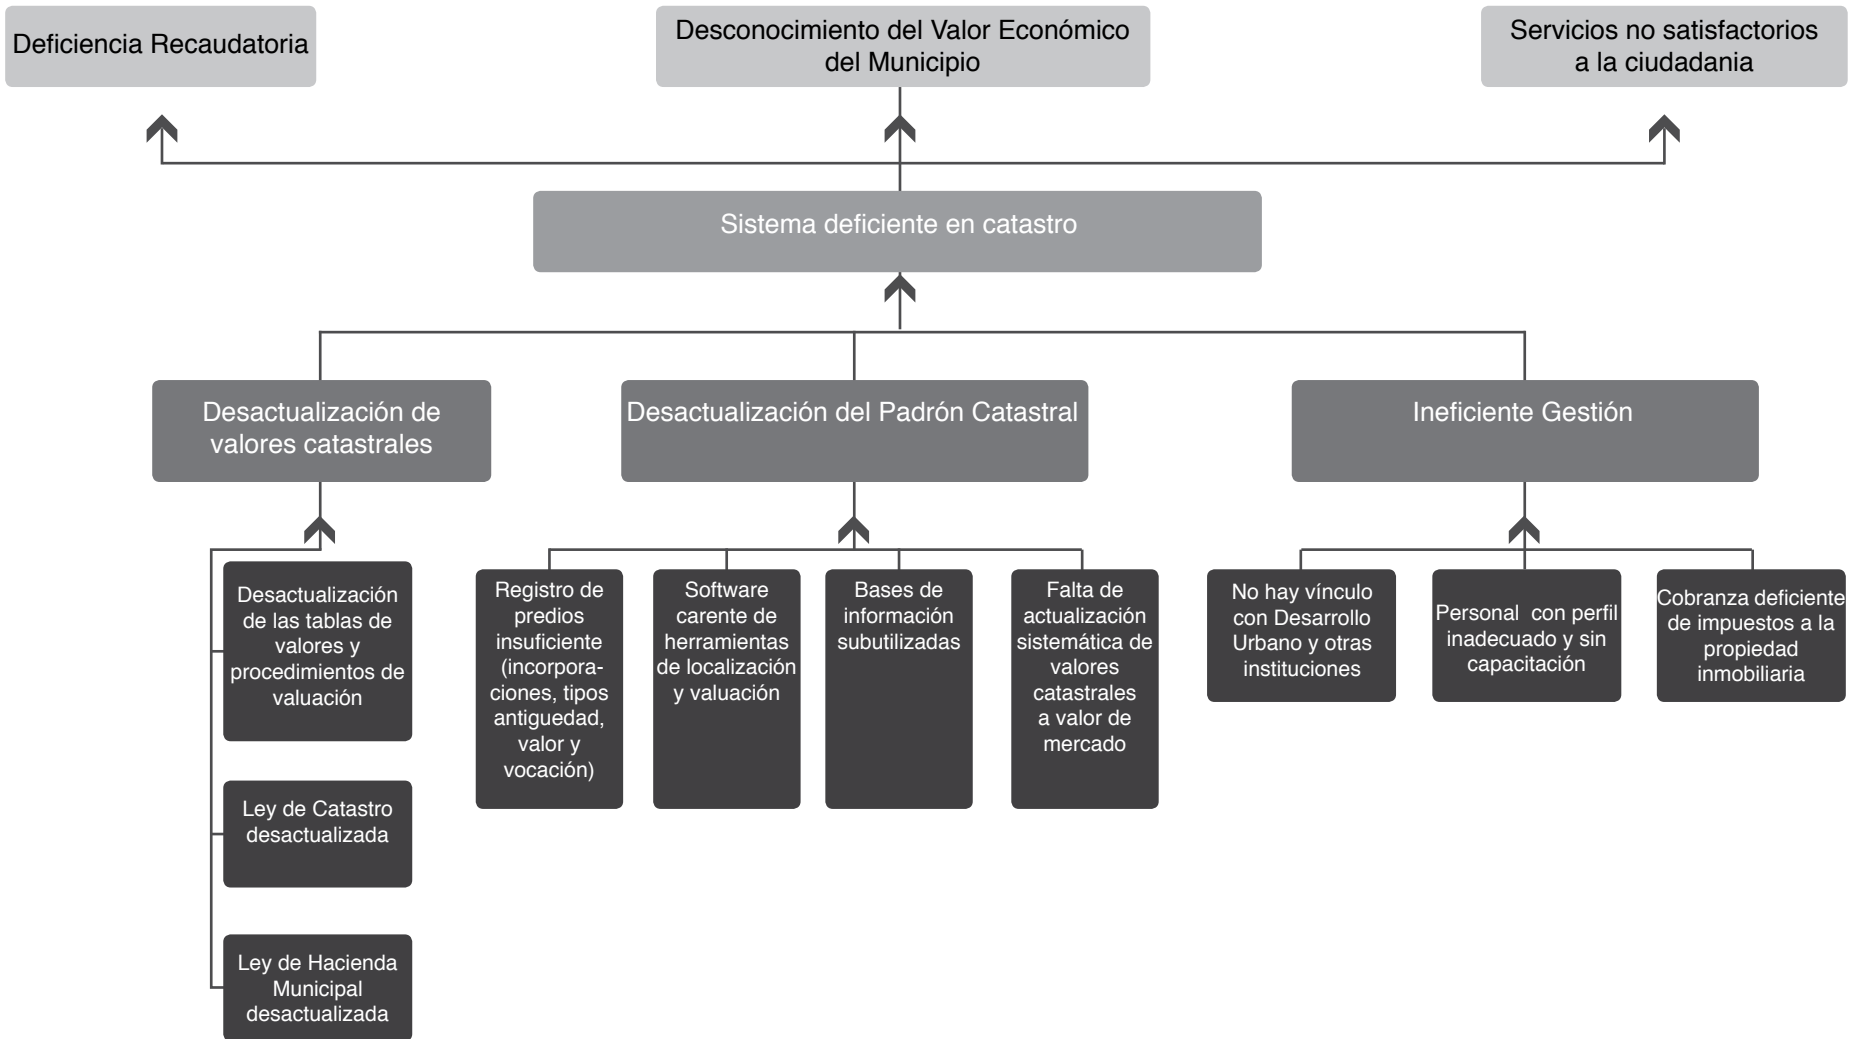 Deficiencia Recaudatoria
Desconocimiento del Valor Económico
del Municipio
Servicios no satisfactorios
a la ciudadania
Sistema deficiente en catastro
Desactualización de
valores catastrales
Desactualización del Padrón Catastral
Ineficiente Gestión
Desactualización
de las tablas de
valores y
procedimientos de
valuación
Ley de Catastro
desactualizada
Ley de Hacienda
Municipal
desactualizada
Registro de
predios
insuficiente
(incorpora-
ciones, tipos
antiguedad,
valor y
vocación)
Software
carente de
herramientas
de localización
y valuación
Bases de
información
subutilizadas
Falta de
actualización
sistemática de
valores
catastrales
a valor de
mercado
No hay vínculo
con Desarrollo
Urbano y otras
instituciones
Personal  con perfil
inadecuado y sin
capacitación
Cobranza deficiente
de impuestos a la
propiedad
inmobiliaria